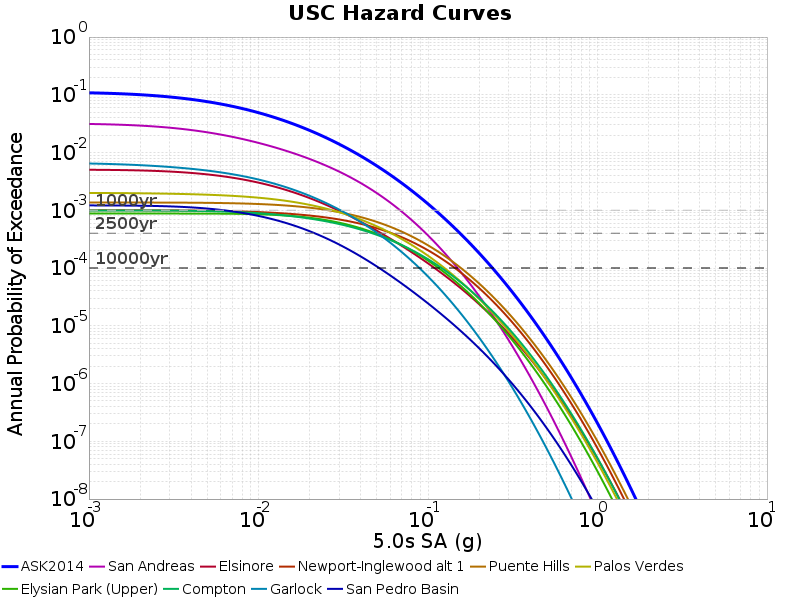 USC Hazard Curves
Annual Probability of Exceedance
10^0
10^-1
10^-2
10^-3
10^-4
10^-5
10^-6
10^-7
10^-8
1000yr
2500yr
10000yr
10^-3 10^-2 10^-1 10^0 10^1
5.0s SA (g)
ASK2014 San Andreas Elsinore Newport-Inglewood alt 1 Puente Hills Palos Verdes
Elysian Park (Upper) Compton Garlock San Pedro Basin